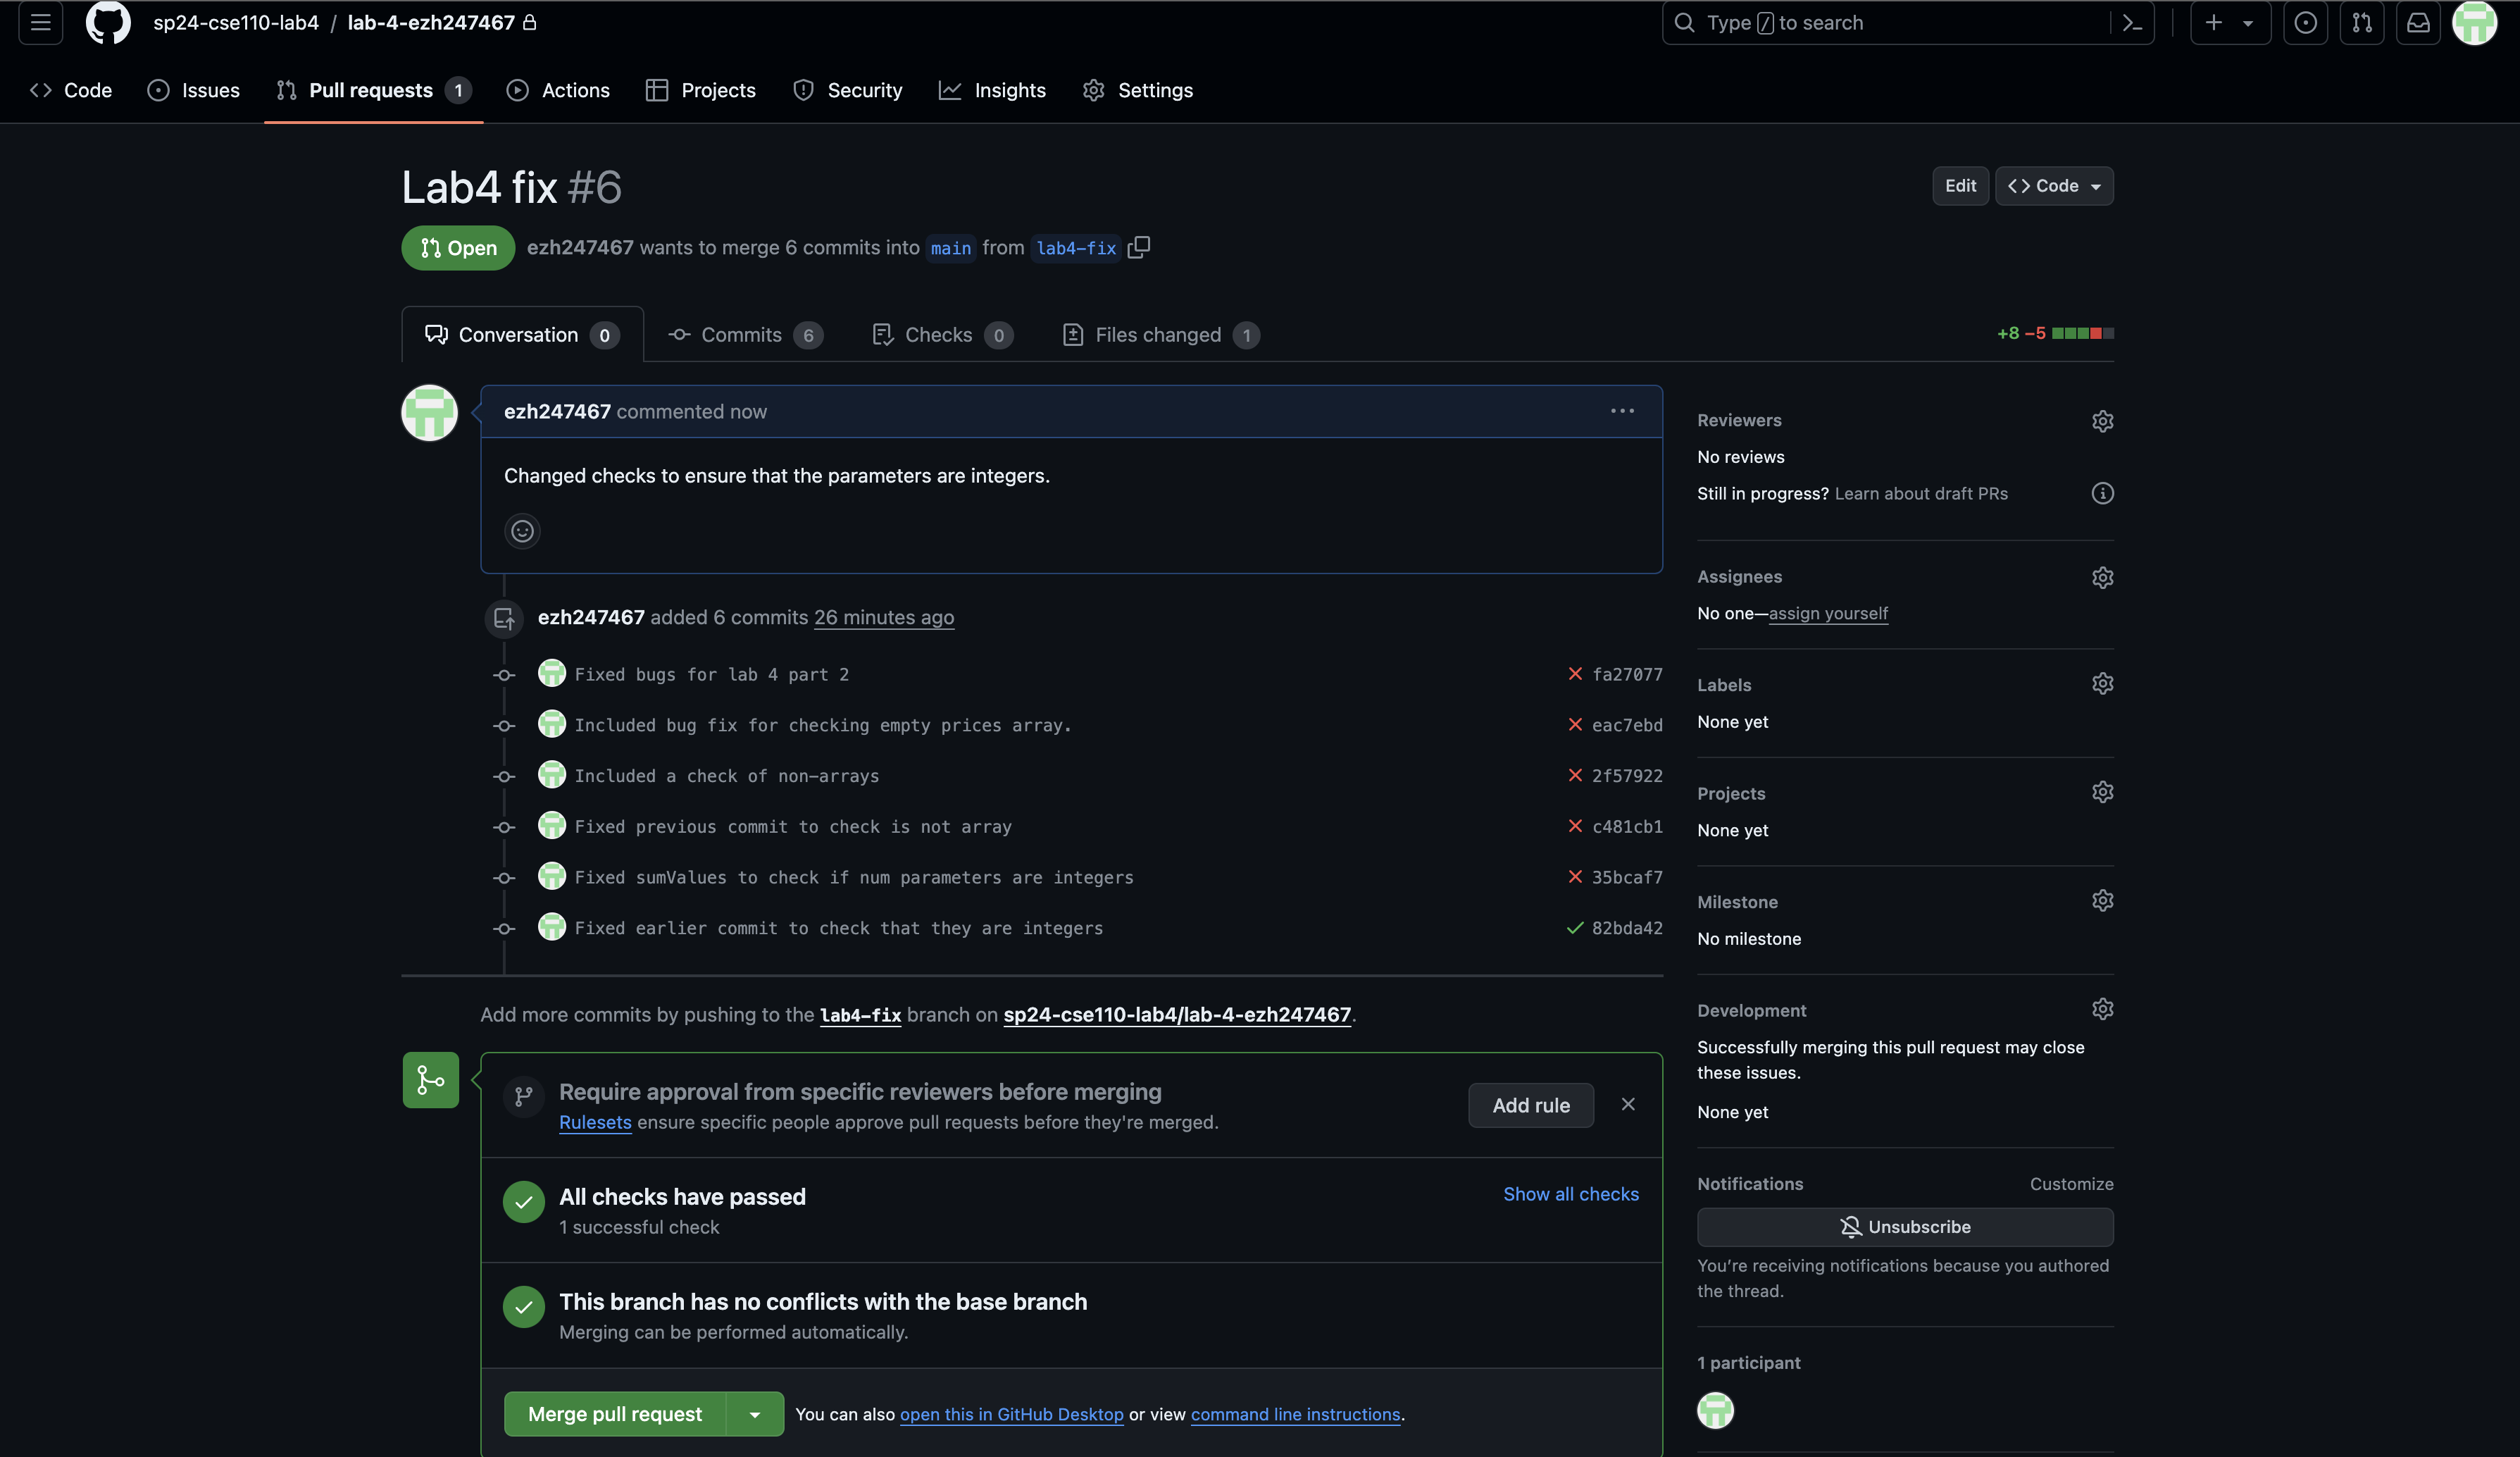 sp24-cse110-lab4 / lab-4-ezh247467
Type / to search
Code
Issues
Pull requests 1
Actions
Projects
Security
Insights
Settings
Lab4 fix #6
Edit
Code
Open
ezh247467 wants to merge 6 commits into main from lab4-fix
Conversation 0
Commits 6
Checks 0
Files changed 1
+8 −5
ezh247467 commented now
Changed checks to ensure that the parameters are integers.
ezh247467 added 6 commits 26 minutes ago
Fixed bugs for lab 4 part 2 fa27077
Included bug fix for checking empty prices array. eac7ebd
Included a check of non-arrays 2f57922
Fixed previous commit to check is not array c481cb1
Fixed sumValues to check if num parameters are integers 35bcaf7
Fixed earlier commit to check that they are integers 82bda42
Add more commits by pushing to the lab4-fix branch on sp24-cse110-lab4/lab-4-ezh247467.
Require approval from specific reviewers before merging
Rulesets ensure specific people approve pull requests before they're merged.
Add rule
All checks have passed
1 successful check
Show all checks
This branch has no conflicts with the base branch
Merging can be performed automatically.
Merge pull request
You can also open this in GitHub Desktop or view command line instructions.
Reviewers
No reviews
Still in progress? Learn about draft PRs
Assignees
No one—assign yourself
Labels
None yet
Projects
None yet
Milestone
No milestone
Development
Successfully merging this pull request may close
these issues.
None yet
Notifications
Customize
Unsubscribe
You’re receiving notifications because you authored
the thread.
1 participant